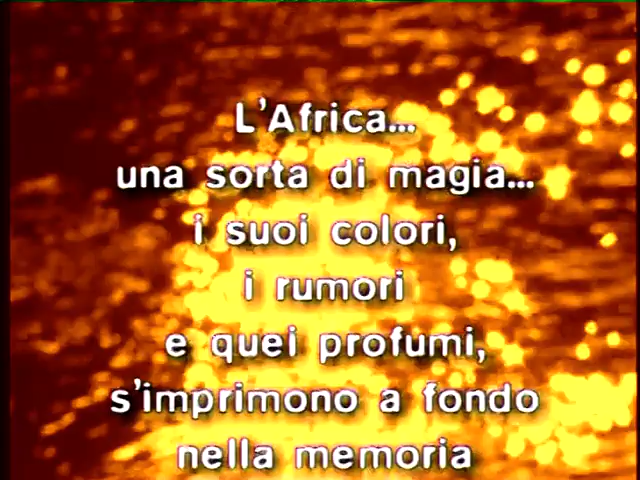 L'Africa...
una sorta di magia...
i suoi colori,
i rumori
e quei profumi,
s'imprimono a fondo
nella memoria